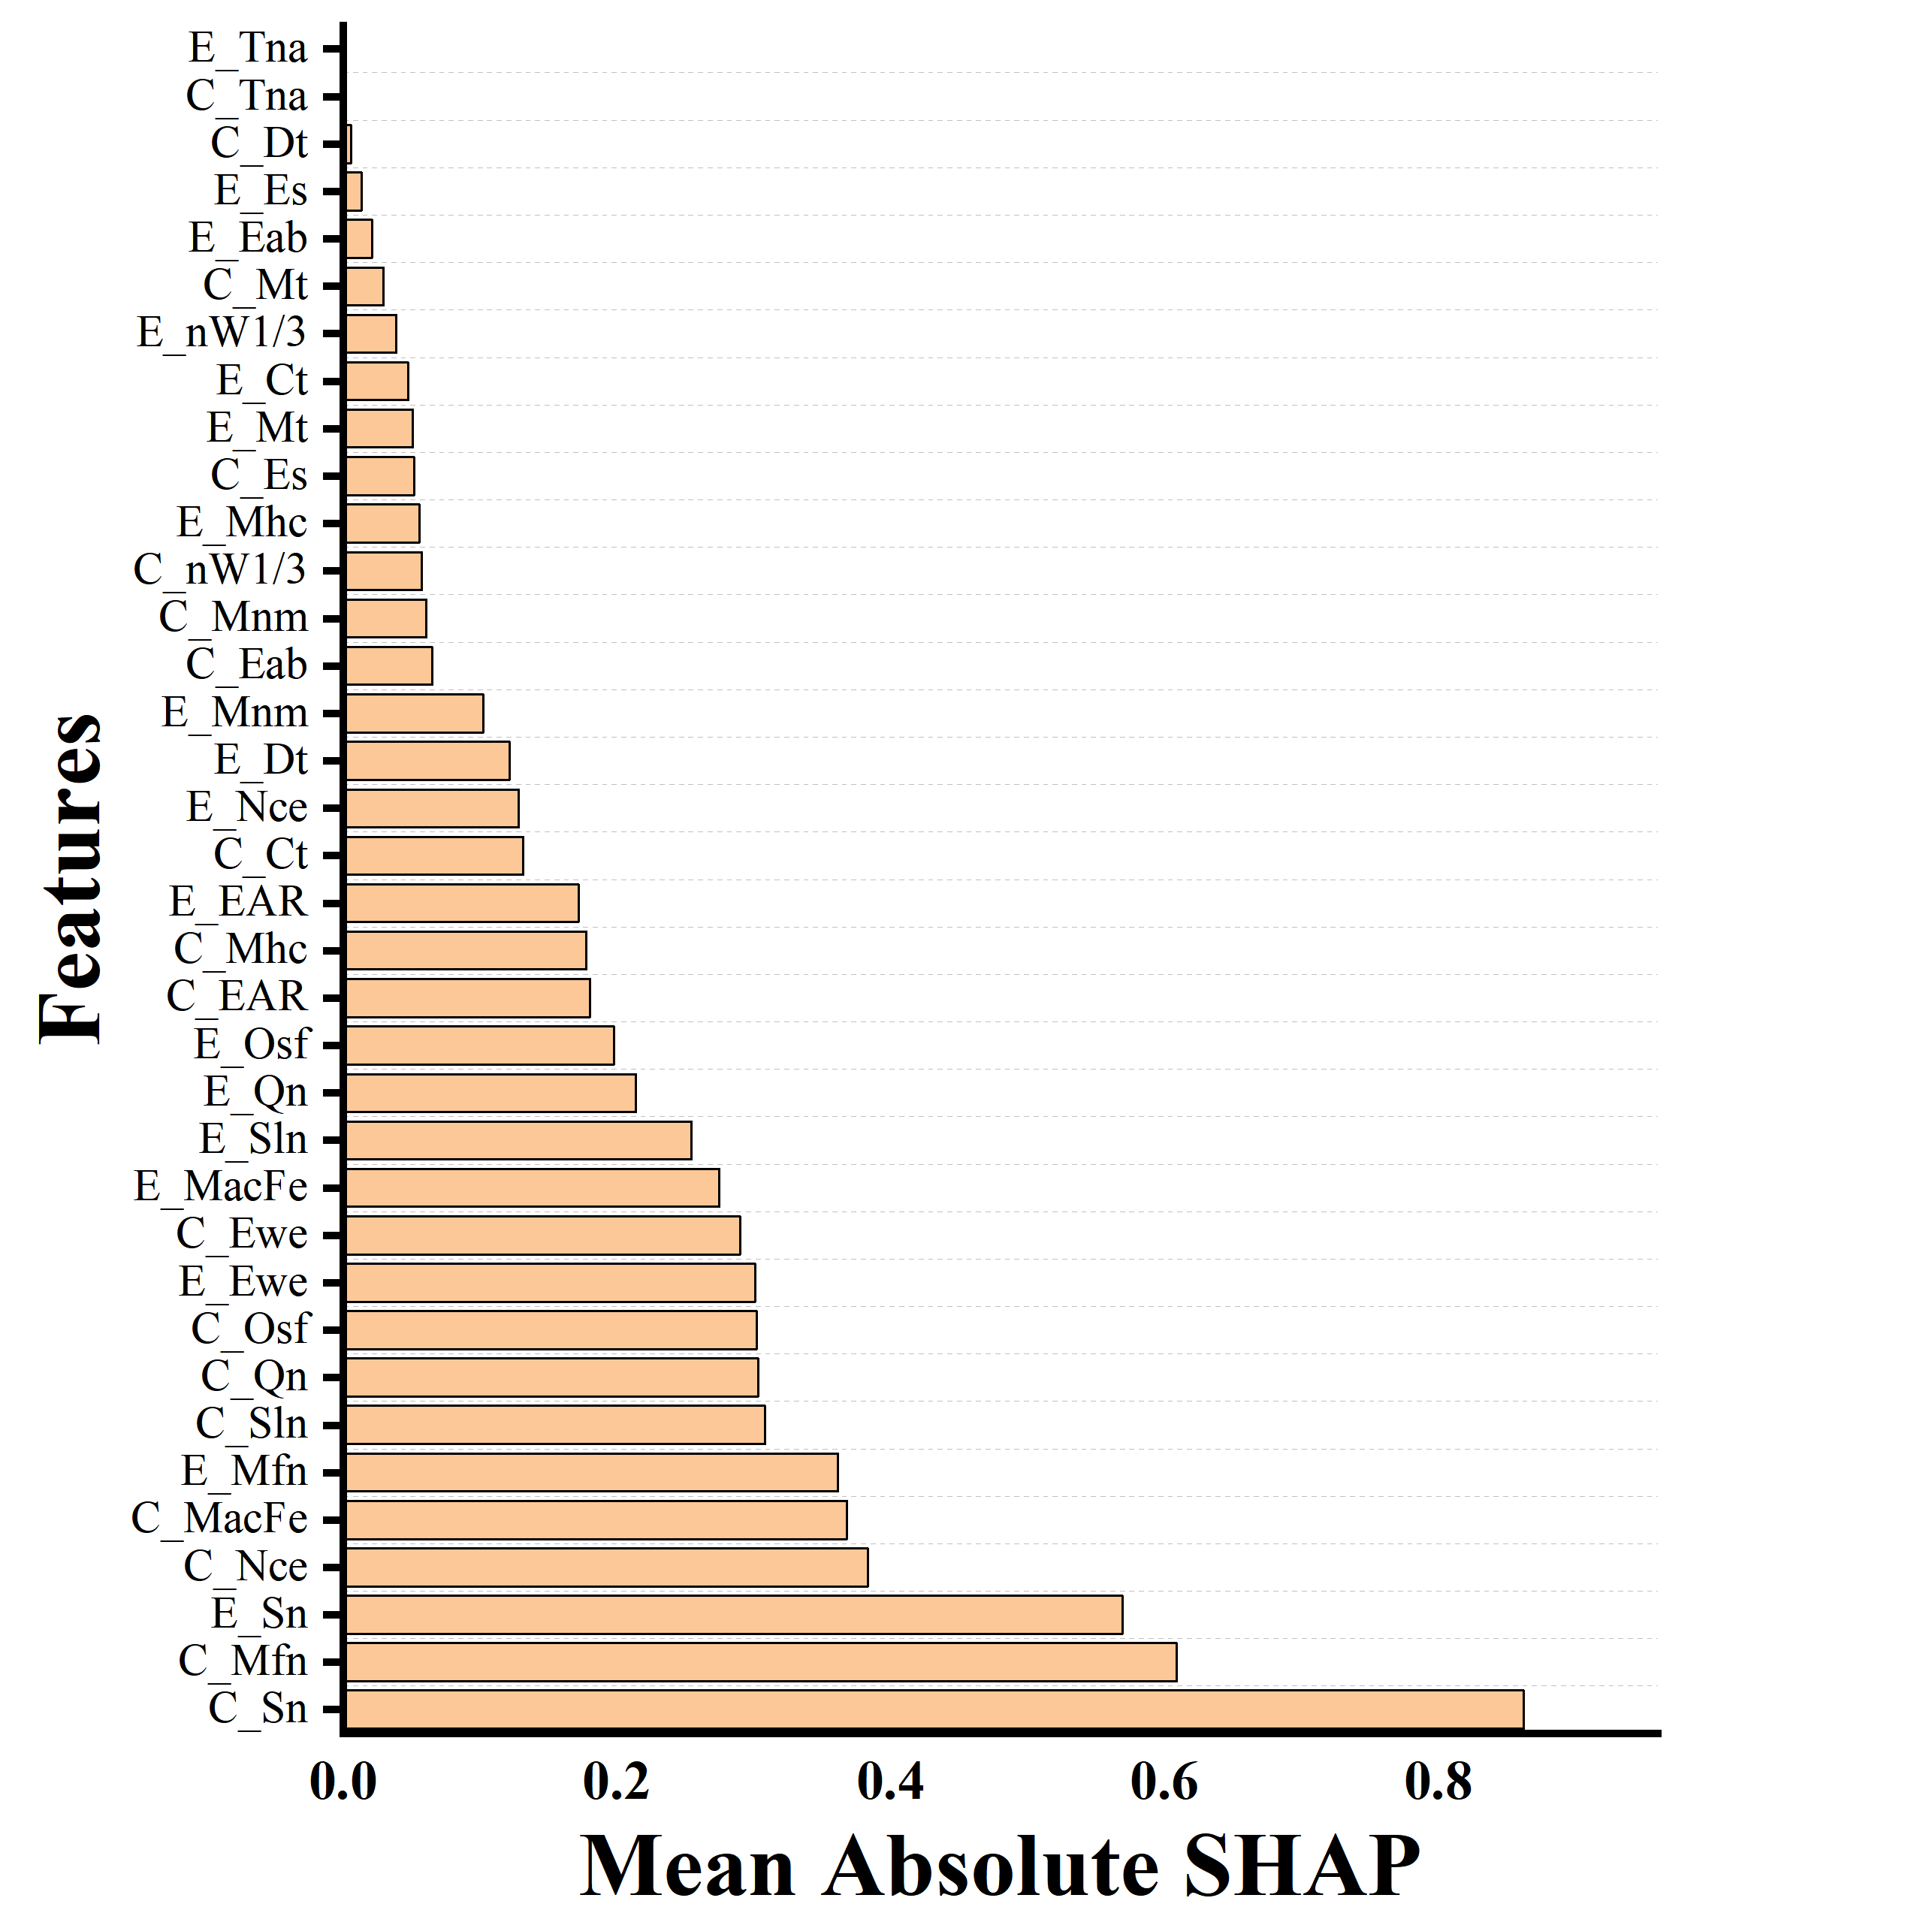 Features
E_Tna
C_Tna
C_Dt
E_Es
E_Eab
C_Mt
E_nW1/3
E_Ct
E_Mt
C_Es
E_Mhc
C_nW1/3
C_Mnm
C_Eab
E_Mnm
E_Dt
E_Nce
C_Ct
E_EAR
C_Mhc
C_EAR
E_Osf
E_Qn
E_Sln
E_MacFe
C_Ewe
E_Ewe
C_Osf
C_Qn
C_Sln
E_Mfn
C_MacFe
C_Nce
E_Sn
C_Mfn
C_Sn
0.0 0.2 0.4 0.6 0.8
Mean Absolute SHAP